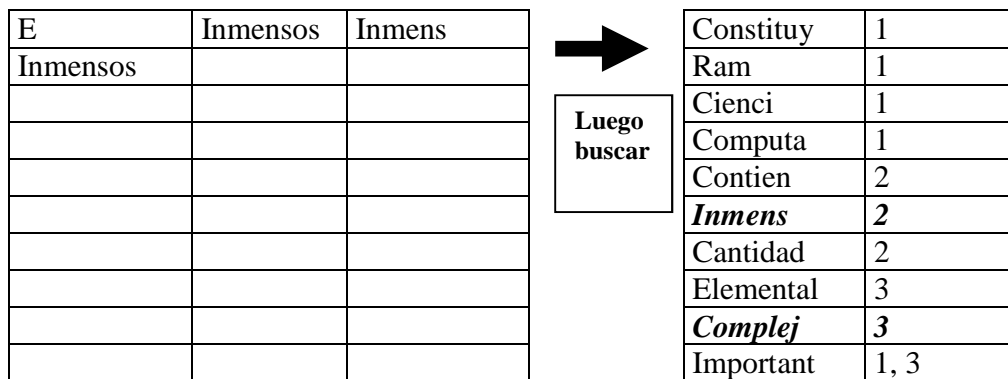 E Inmensos Inmens
Inmensos
Luego
buscar
Constituy 1
Ram 1
Cienci 1
Computa 1
Contien 2
Inmens 2
Cantidad 2
Elemental 3
Complej 3
Important 1, 3